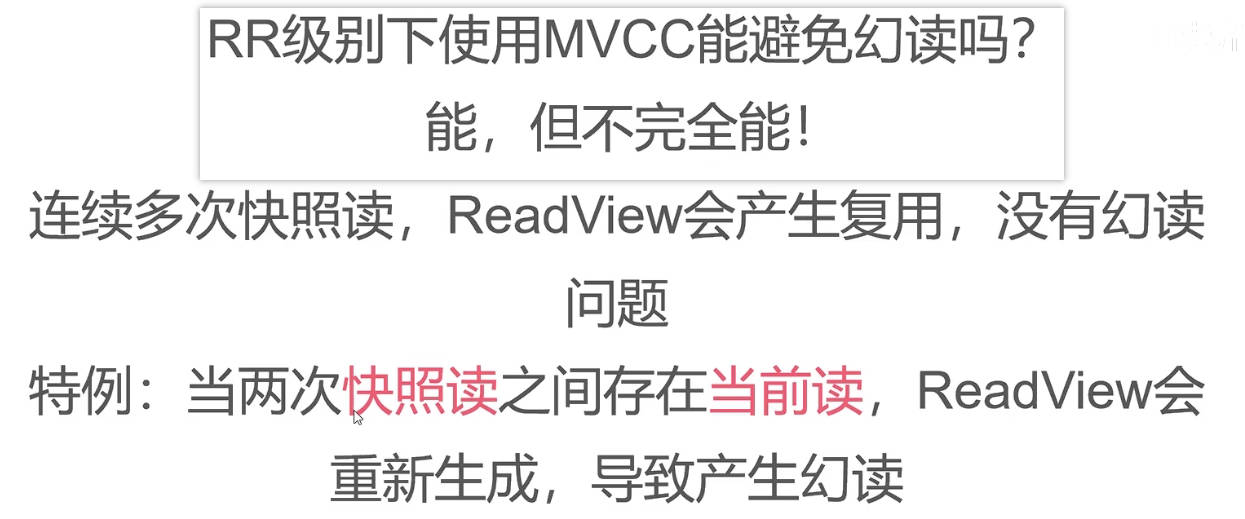 RR级别下使用MVCC能避免幻读吗？
能，但不完全能！
连续多次快照读，ReadView会产生复用，没有幻读
问题
特例：当两次快照读之间存在当前读，ReadView会
重新生成，导致产生幻读